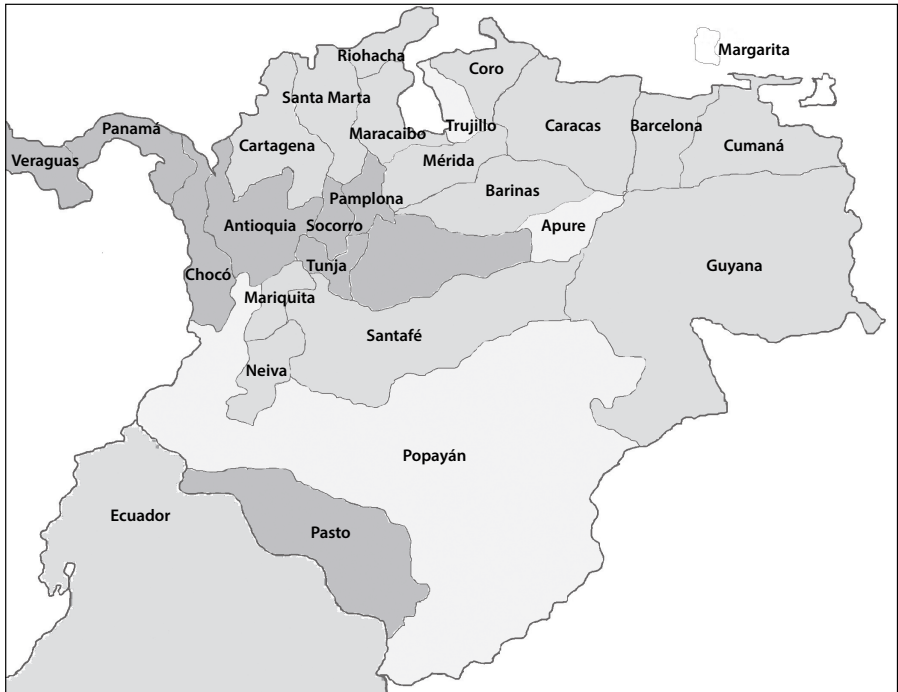 Margarita
Riohacha
Coro
Santa Marta
Panamá
Maracaibo
Trujillo
Caracas
Barcelona
Cartagena
Cumaná
Veraguas
Mérida
Barinas
Pamplona
Antioquia
Socorro
Apure
Tunja
Guyana
Chocó
Mariquita
Santafé
Neiva
Popayán
Ecuador
Pasto